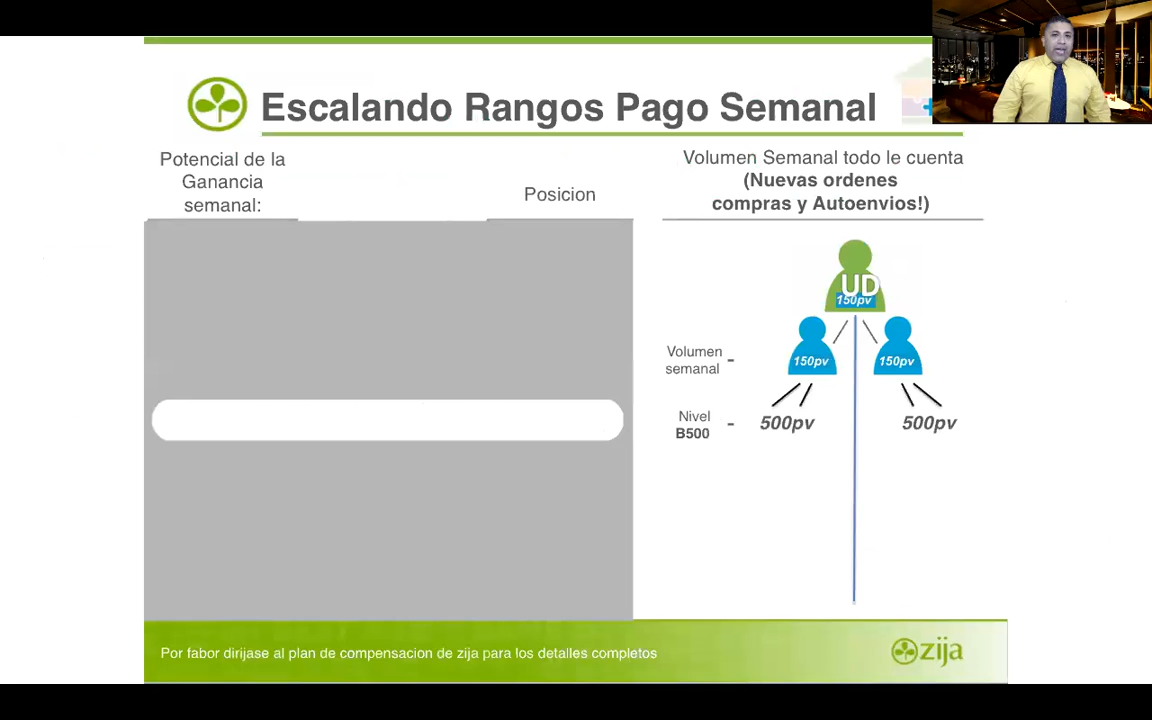 Escalando Rangos Pago Semanal
Potencial de la
Ganancia
semanal:
Posicion
Volumen Semanal todo le cuenta
(Nuevas ordenes
compras y Autoenvios!)
UD
150pv
Volumen
semanal -
150pv
150pv
Nivel
B500 -
500pv
500pv
Por fabor dirijase al plan de compensacion de zija para los detalles completos
zija